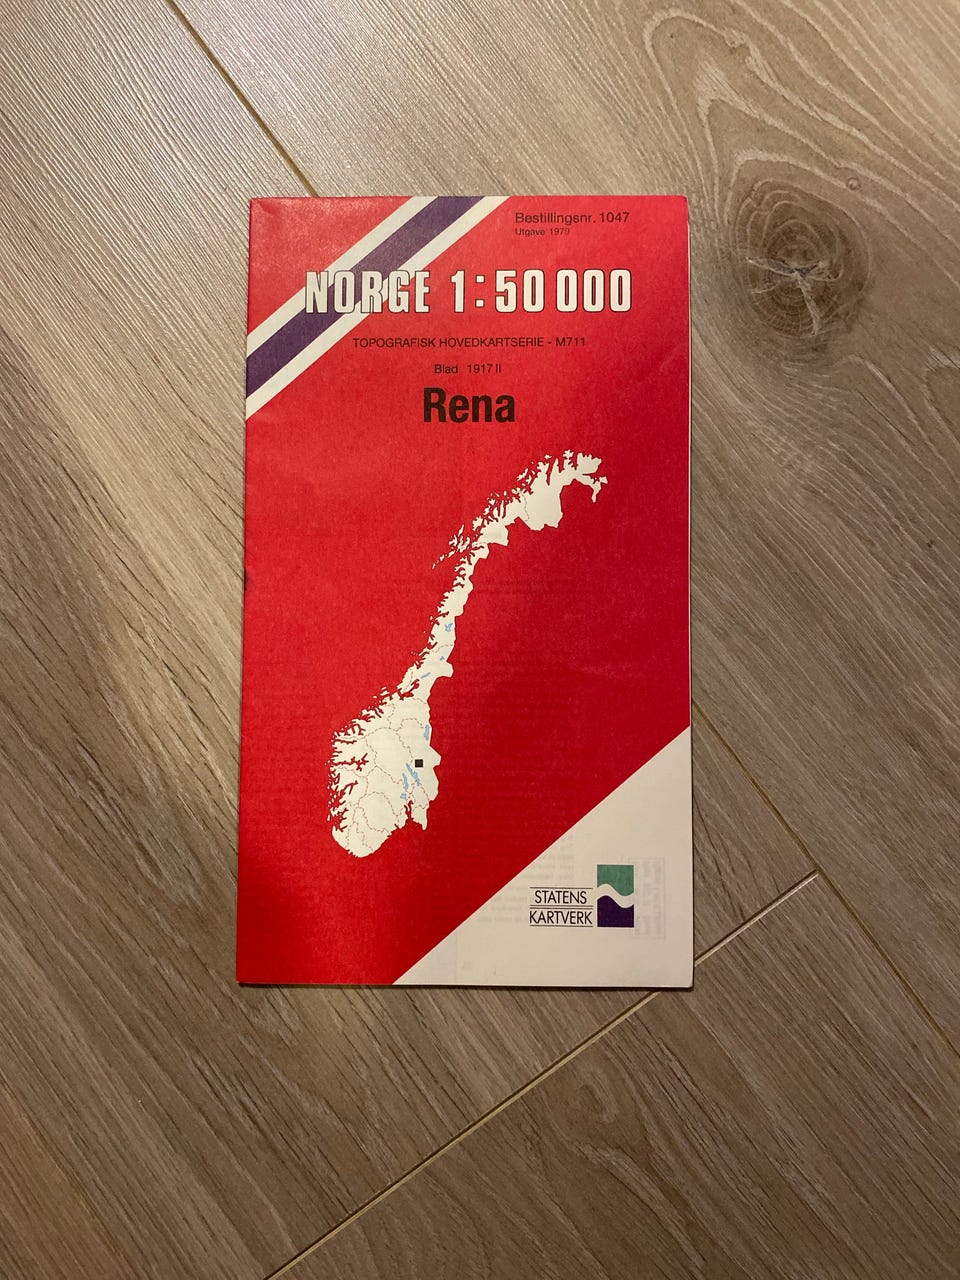 Bestillingsnr. 1047
Utgave 1979
NORGE 1:50 000
TOPOGRAFISK HOVEDKARTSERIE - M711
Blad 1917 II
Rena
STATENS
KARTVERK